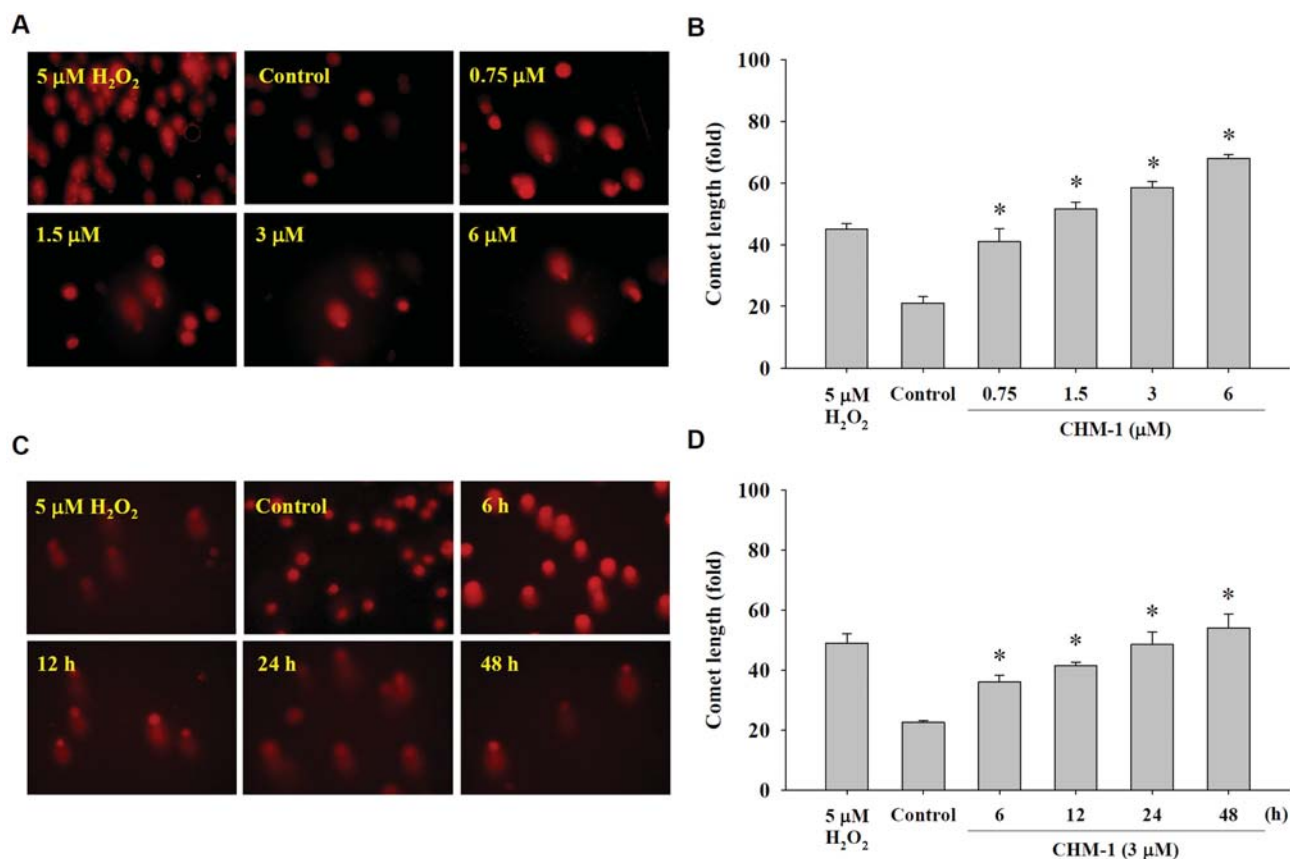 A
5 μM H₂O₂
Control
0.75 μM
1.5 μM
3 μM
6 μM
B
100
80
60
40
20
0
Comet length (fold)
*
*
*
*
5 μM H₂O₂
Control
0.75
1.5
3
6
CHM-1 (μM)
C
5 μM H₂O₂
Control
6 h
12 h
24 h
48 h
D
100
80
60
40
20
0
Comet length (fold)
*
*
*
*
5 μM H₂O₂
Control
6
12
24
48
(h)
CHM-1 (3 μM)